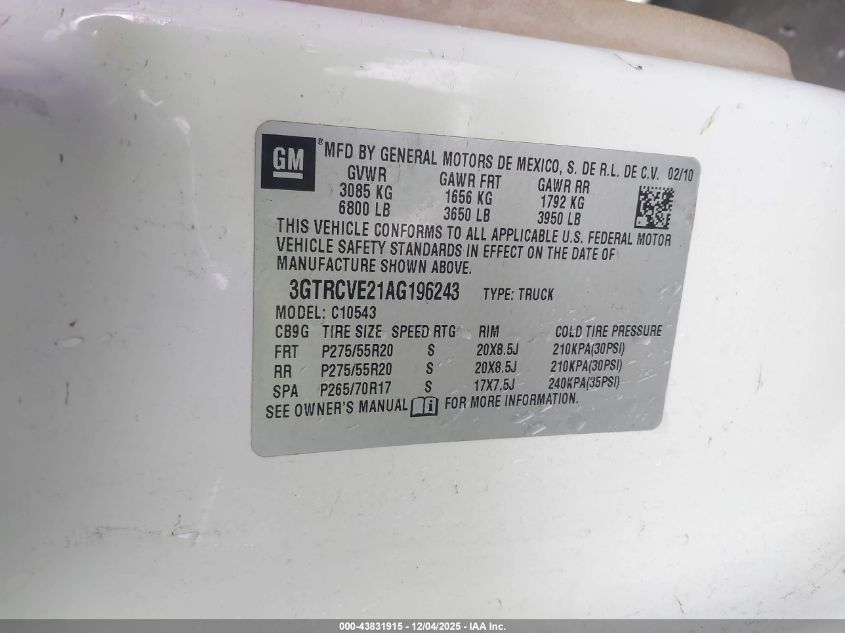 GM ® MFD BY GENERAL MOTORS DE MEXICO, S. DE R.L. DE C.V. 02/10
GVWR GAWR FRT GAWR RR
3085 KG 1656 KG 1792 KG
6800 LB 3650 LB 3950 LB
THIS VEHICLE CONFORMS TO ALL APPLICABLE U.S. FEDERAL MOTOR
VEHICLE SAFETY STANDARDS IN EFFECT ON THE DATE OF
MANUFACTURE SHOWN ABOVE.
3GTRCVE21AG196243 TYPE: TRUCK
MODEL: C10543
CB9G TIRE SIZE SPEED RTG RIM COLD TIRE PRESSURE
FRT P275/55R20 S 20X8.5J 210KPA(30PSI)
RR P275/55R20 S 20X8.5J 210KPA(30PSI)
SPA P265/70R17 S 17X7.5J 240KPA(35PSI)
SEE OWNER'S MANUAL i FOR MORE INFORMATION.
000-43831915 - 12/04/2025 - IAA Inc.